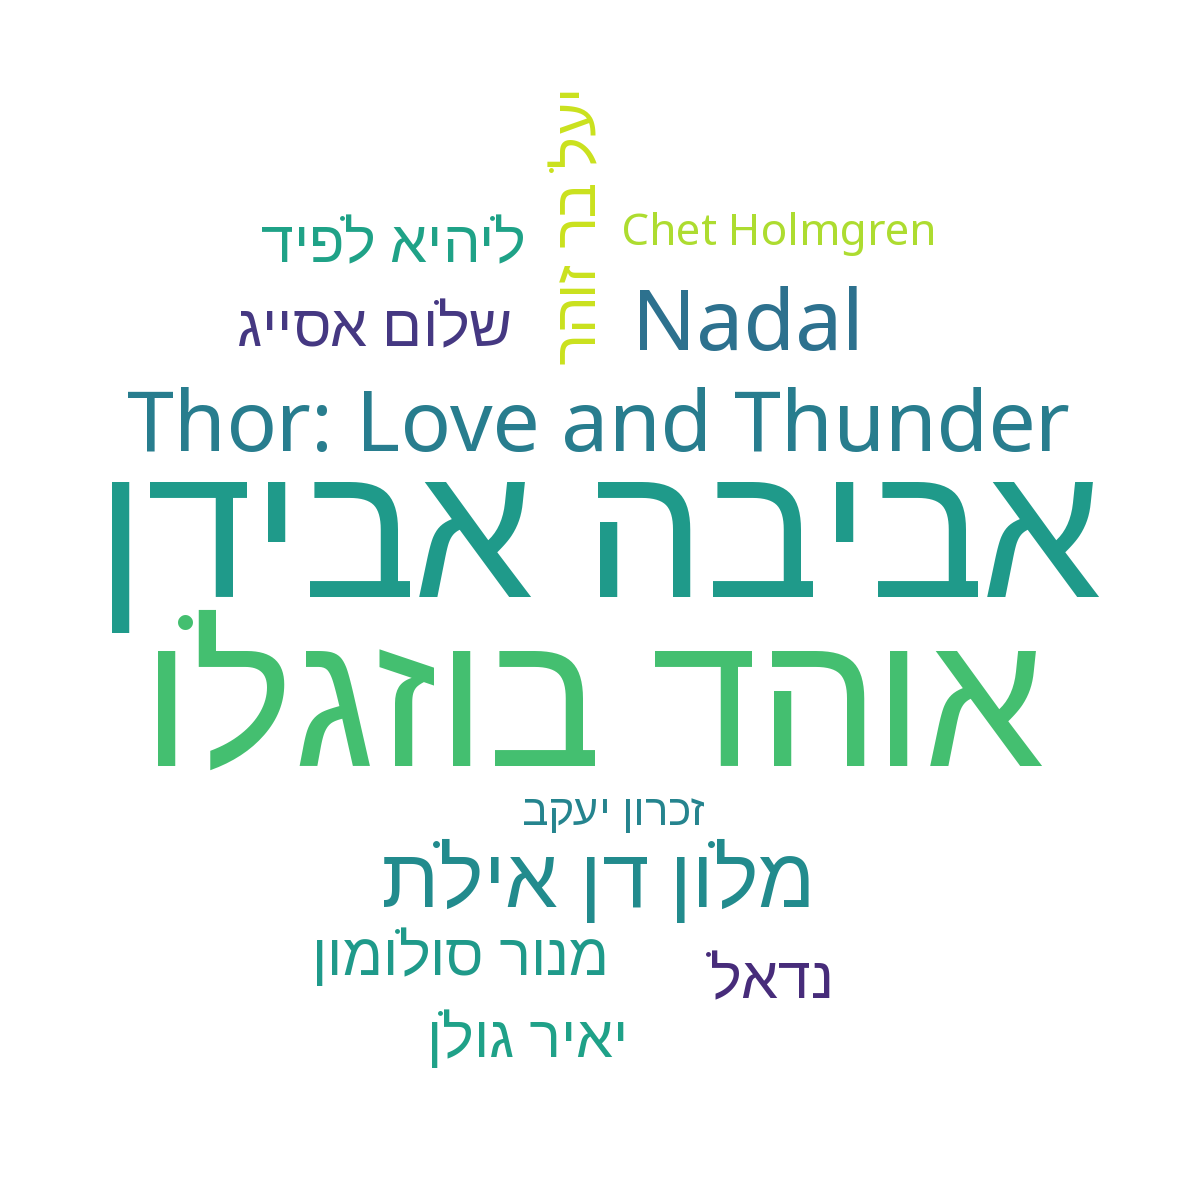 יעל בר זוהר
ליהיא לפיד
Chet Holmgren
שלום אסייג
Nadal
Thor: Love and Thunder
אביבה אבידן
אוהד בוזגלו
זכרון יעקב
מלון דן אילת
מנור סולומון
נדאל
יאיר גולן